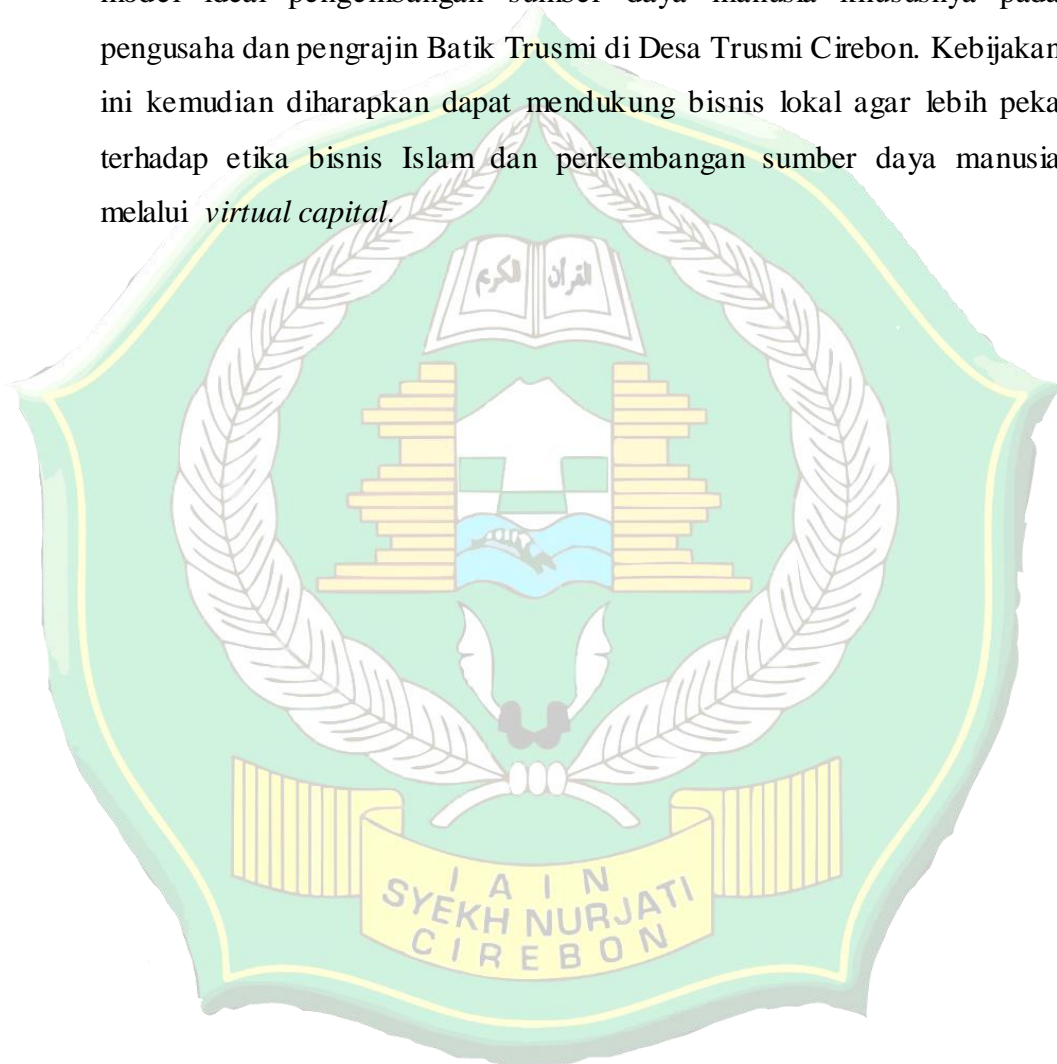 model ideal pengembangan sumber daya manusia khususnya pada
pengusaha dan pengrajin Batik Trusmi di Desa Trusmi Cirebon. Kebijakan
ini kemudian diharapkan dapat mendukung bisnis lokal agar lebih peka
terhadap etika bisnis Islam dan perkembangan sumber daya manusia
melalui virtual capital.
القرآن الكريم
IAIN
SYEKH NURJATI
CIREBON